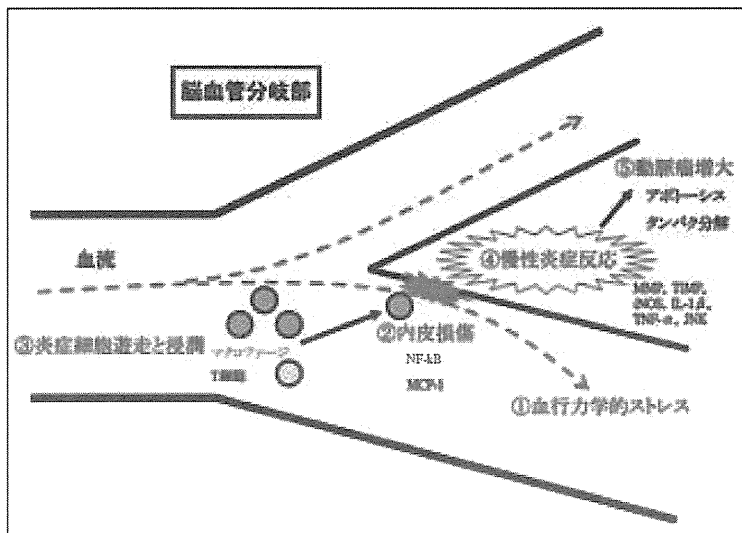 脳血管分岐部
⑤動脈瘤増大
アポトーシス
タンパク分解
血流
④慢性炎症反応
MMP, TIMP,
iNOS, IL-1β,
TNF-α, JNK
③炎症細胞遊走と浸潤
マクロファージ
T細胞
②内皮損傷
NF-kB
MCP-1
①血行力学的ストレス